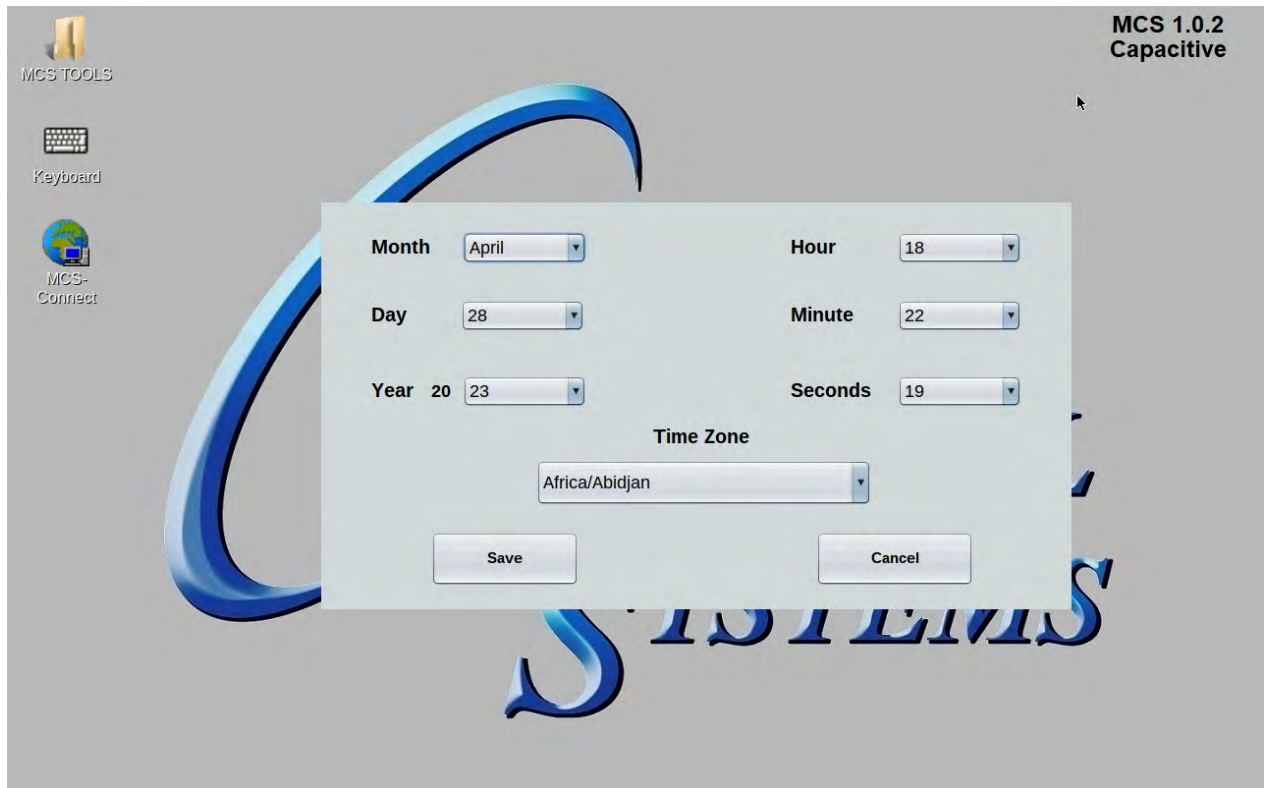 MCS 1.0.2
Capacitive
MCS TOOLS
Keyboard
MCS-
Connect
Month April Hour 18
Day 28 Minute 22
Year 20 23 Seconds 19
Time Zone
Africa/Abidjan
Save Cancel